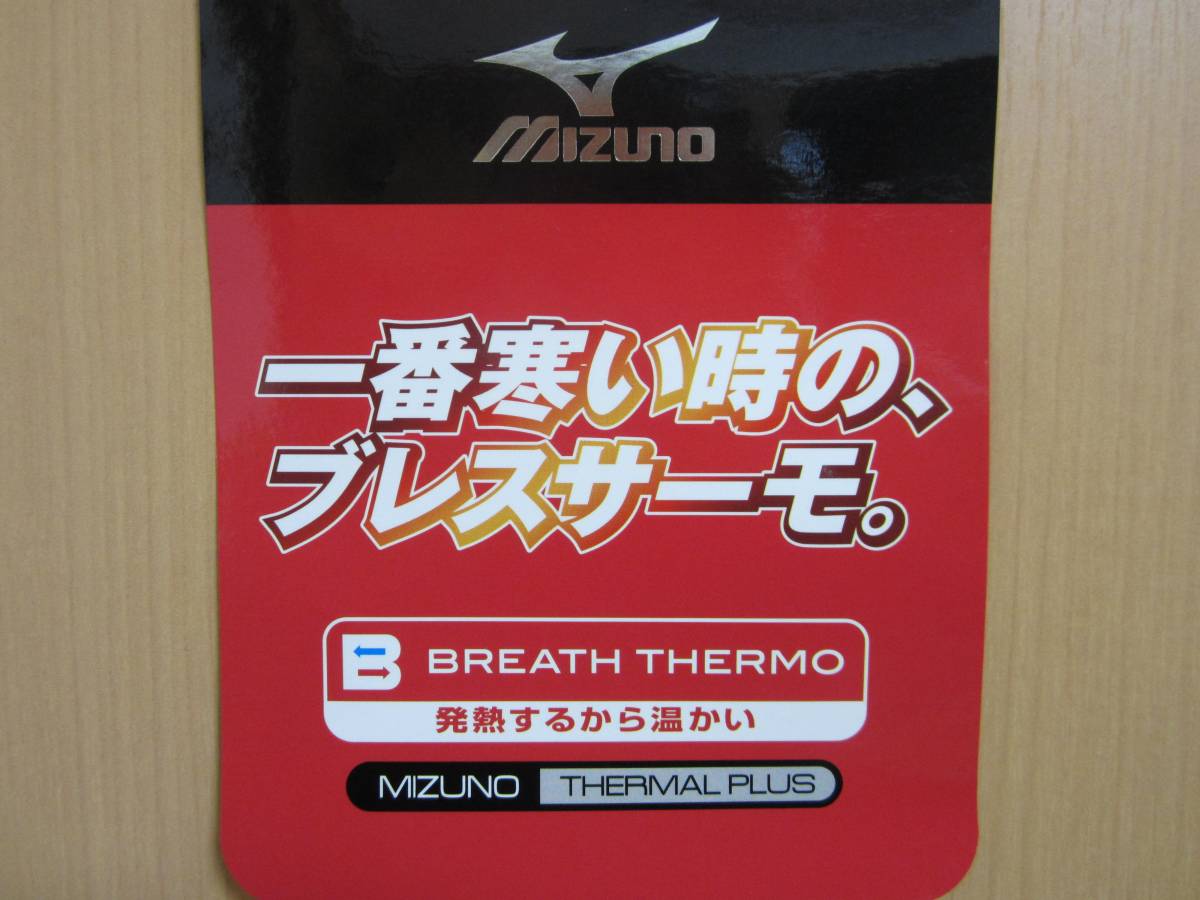 MIZUNO
一番寒い時の、
ブレスサーモ。
B BREATH THERMO
発熱するから温かい
MIZUNO THERMAL PLUS